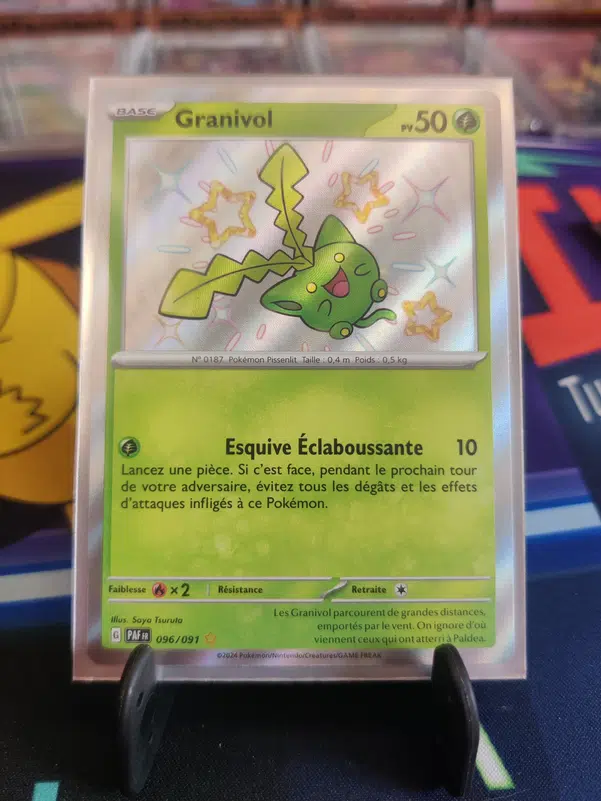 BASE Granivol PV 50
N° 0187 Pokémon Pissenlit Taille : 0,4 m Poids : 0,5 kg
Esquive Éclaboussante 10
Lancez une pièce. Si c'est face, pendant le prochain tour
de votre adversaire, évitez tous les dégâts et les effets
d'attaques infligés à ce Pokémon.
Faiblesse ×2 Résistance Retraite
Illus. Saya Tsuruta
G PAF FR 096/091
Les Granivol parcourent de grandes distances,
emportés par le vent. On ignore d'où
viennent ceux qui ont atterri à Paldea.
©2024 Pokémon/Nintendo/Creatures/GAME FREAK